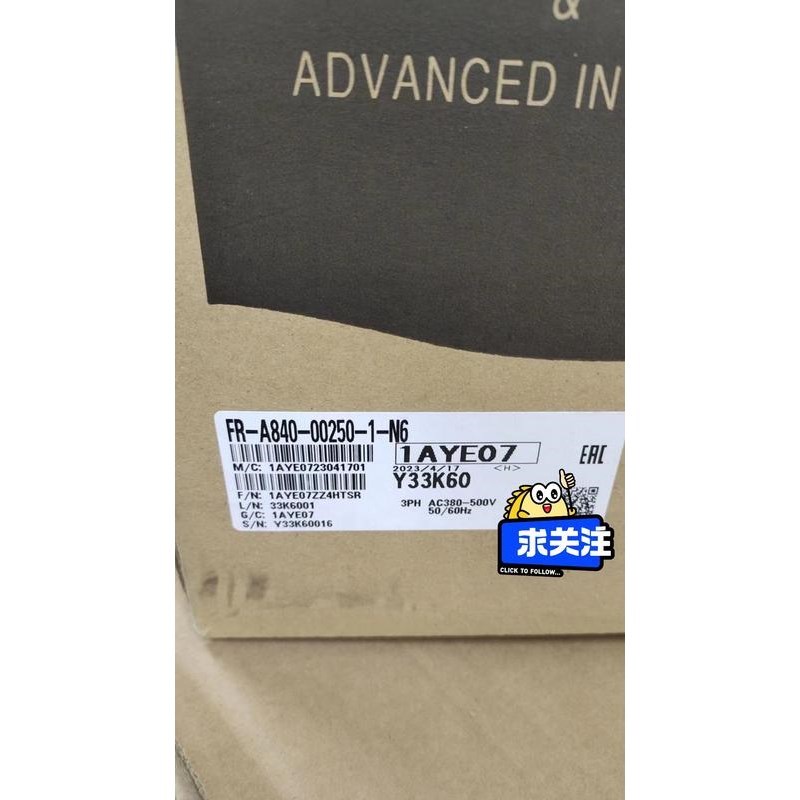 &
ADVANCED IN
FR-A840-00250-1-N6
1AYE07
EAC
M/C: 1AYE0723041701
2023/4/17 <H>
Y33K60
F/N: 1AYE07ZZ4HTSR
L/N: 33K6001
3PH AC380-500V
G/C: 1AYE07
50/60Hz
S/N: Y33K60016
求关注
CLICK TO FOLLOW...